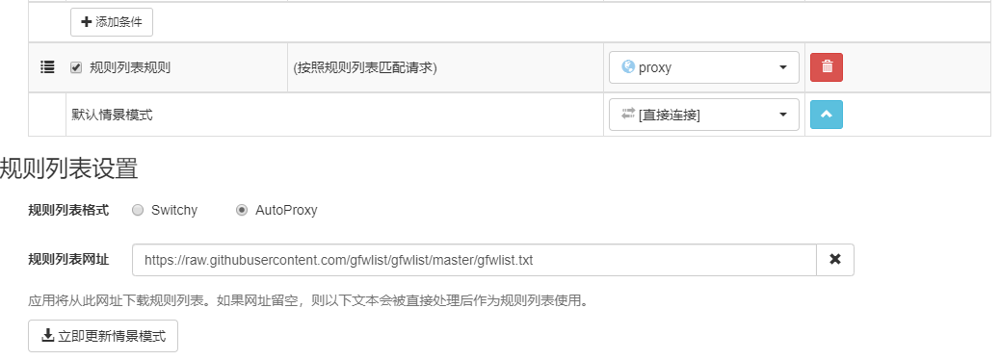 添加条件
规则列表规则 (按照规则列表匹配请求) proxy
默认情景模式 [直接连接]
规则列表设置
规则列表格式 Switchy AutoProxy
规则列表网址 https://raw.githubusercontent.com/gfwlist/gfwlist/master/gfwlist.txt
应用将从此网址下载规则列表。如果网址留空，则以下文本会被直接处理后作为规则列表使用。
立即更新情景模式